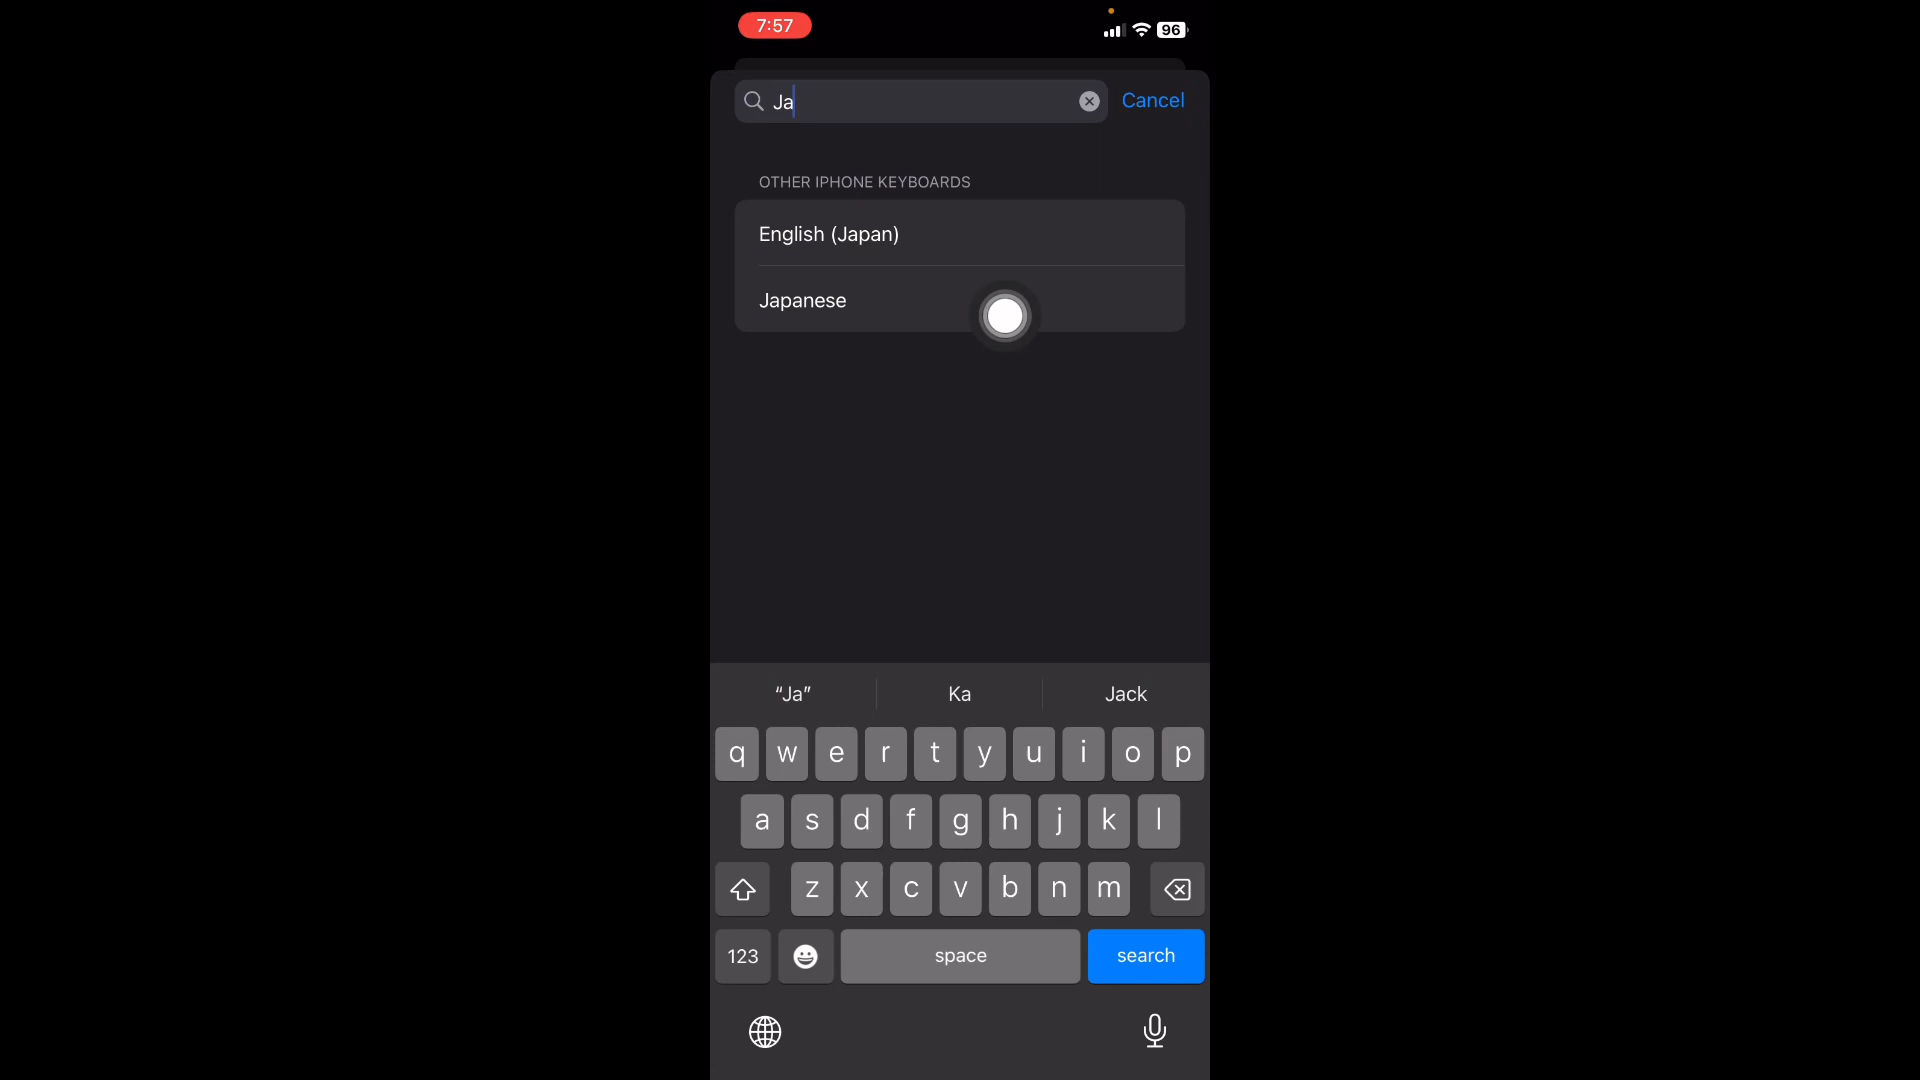 7:57
96
Ja
Cancel
OTHER IPHONE KEYBOARDS
English (Japan)
Japanese
“Ja”
Ka
Jack
q w e r t y u i o p
a s d f g h j k l
z x c v b n m
123
space
search